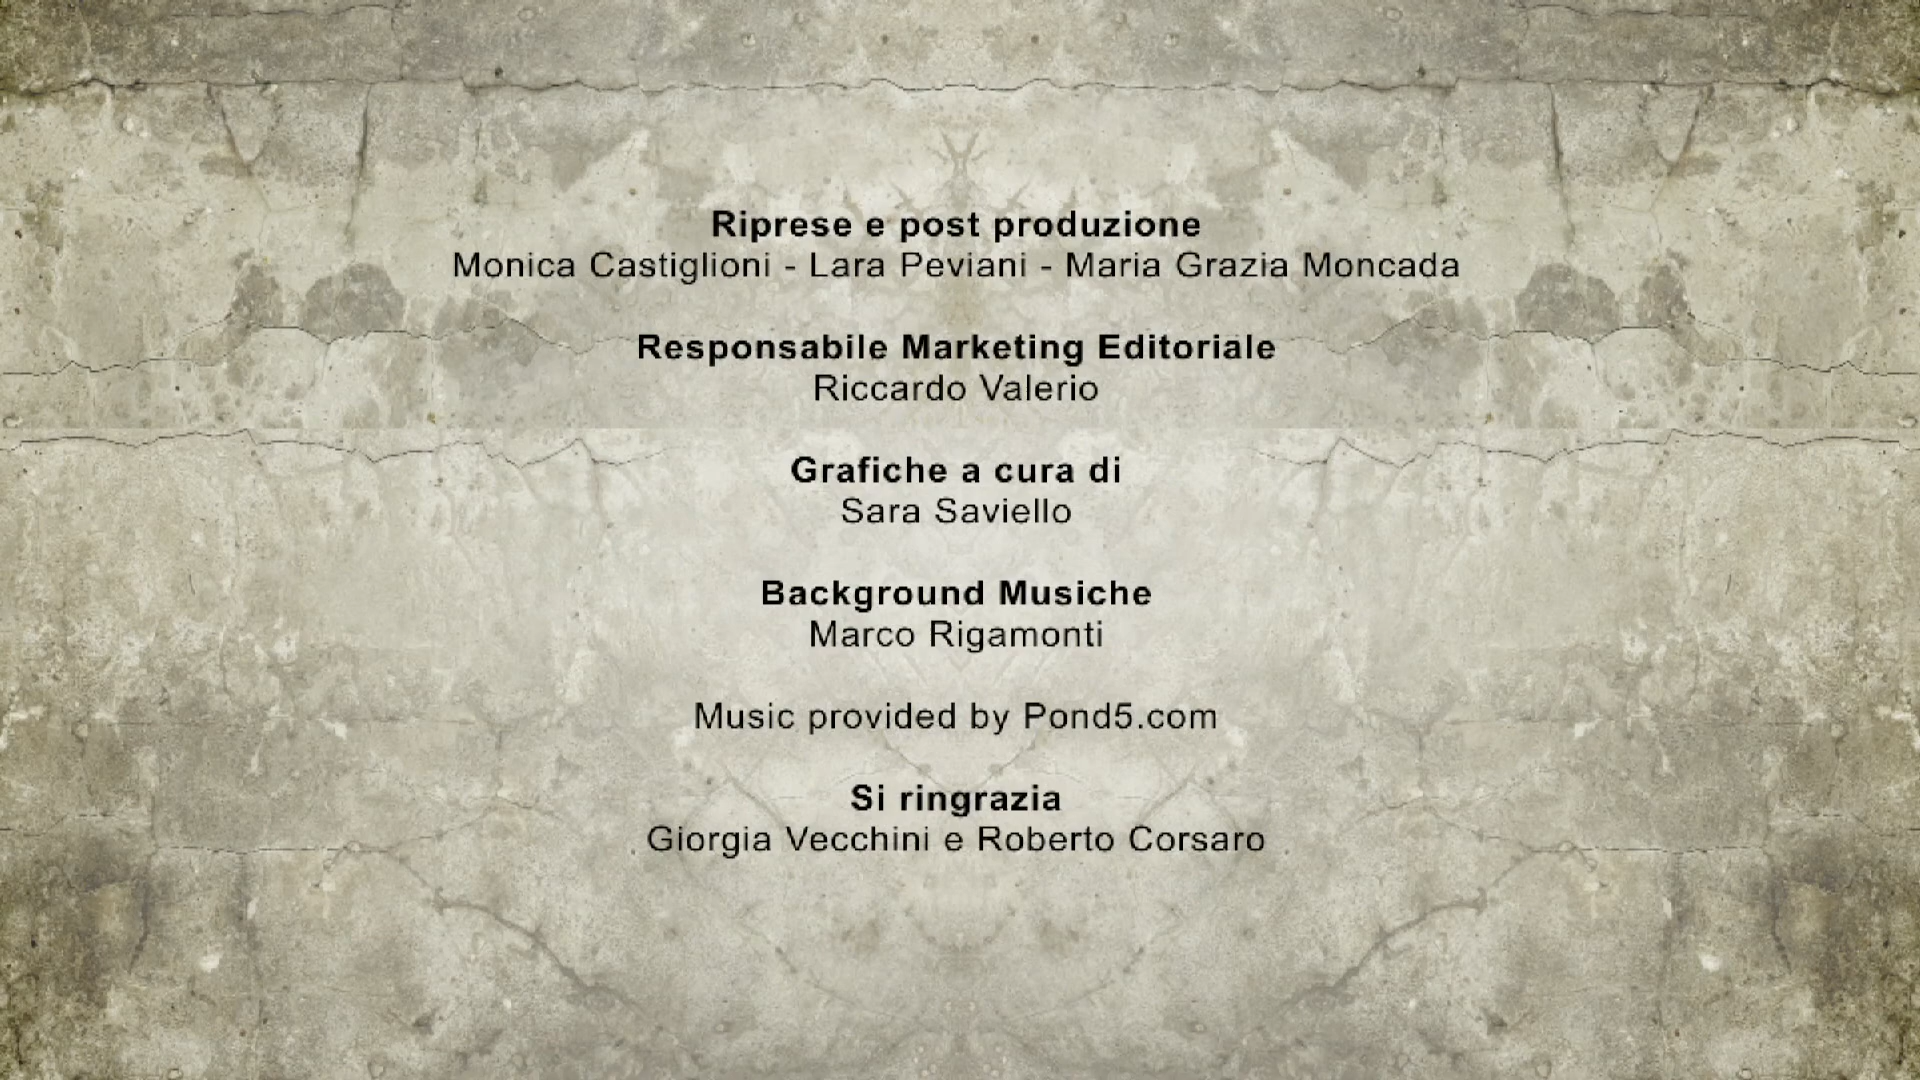 Riprese e post produzione
Monica Castiglioni - Lara Peviani - Maria Grazia Moncada
Responsabile Marketing Editoriale
Riccardo Valerio
Grafiche a cura di
Sara Saviello
Background Musiche
Marco Rigamonti
Music provided by Pond5.com
Si ringrazia
Giorgia Vecchini e Roberto Corsaro